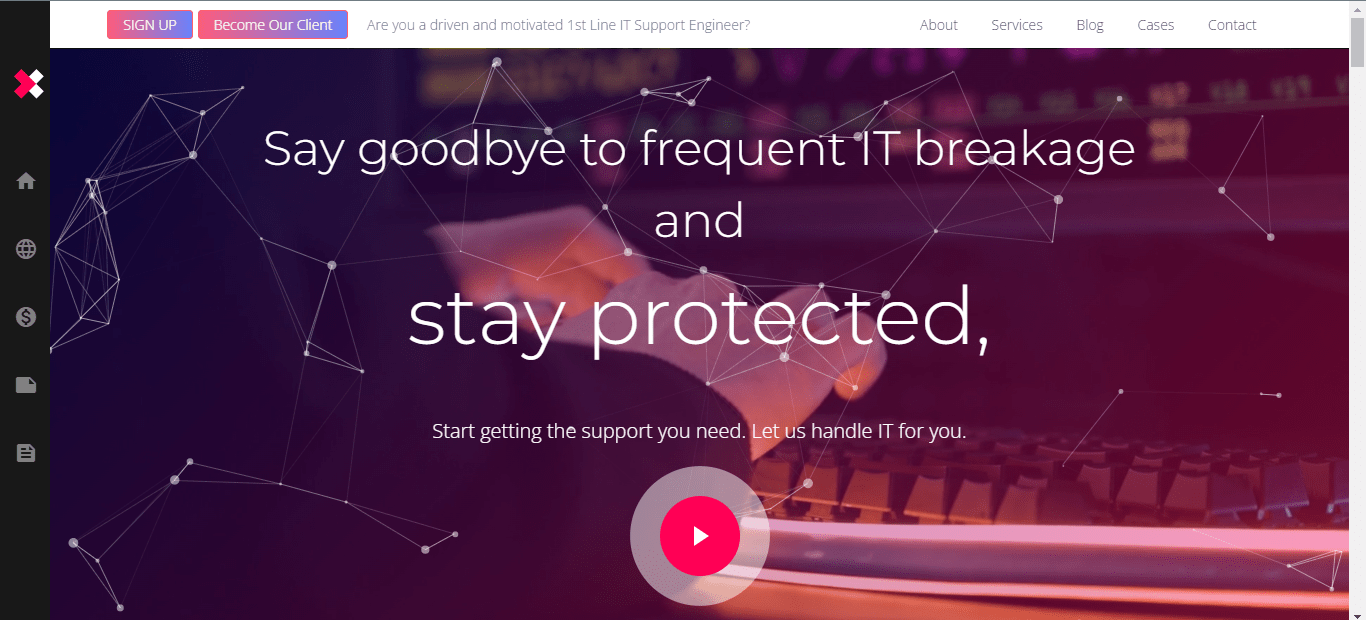 SIGN UP Become Our Client Are you a driven and motivated 1st Line IT Support Engineer? About Services Blog Cases Contact
Say goodbye to frequent IT breakage
and
stay protected,
Start getting the support you need. Let us handle IT for you.